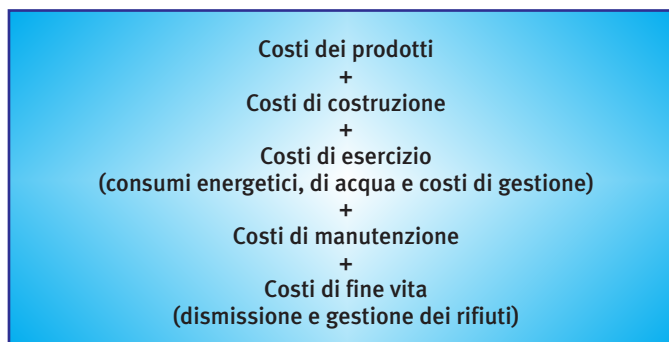 Costi dei prodotti
+
Costi di costruzione
+
Costi di esercizio
(consumi energetici, di acqua e costi di gestione)
+
Costi di manutenzione
+
Costi di fine vita
(dismissione e gestione dei rifiuti)